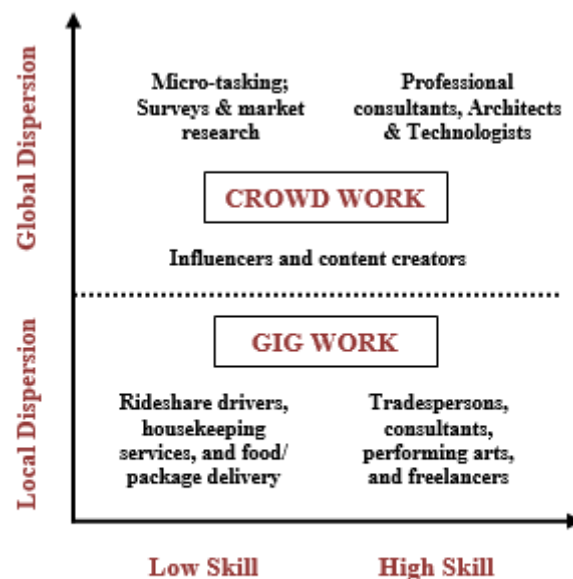 Global Dispersion
Micro-tasking;
Surveys & market
research
Professional
consultants, Architects
& Technologists
CROWD WORK
Influencers and content creators
Local Dispersion
GIG WORK
Rideshare drivers,
housekeeping
services, and food/
package delivery
Tradespersons,
consultants,
performing arts,
and freelancers
Low Skill
High Skill